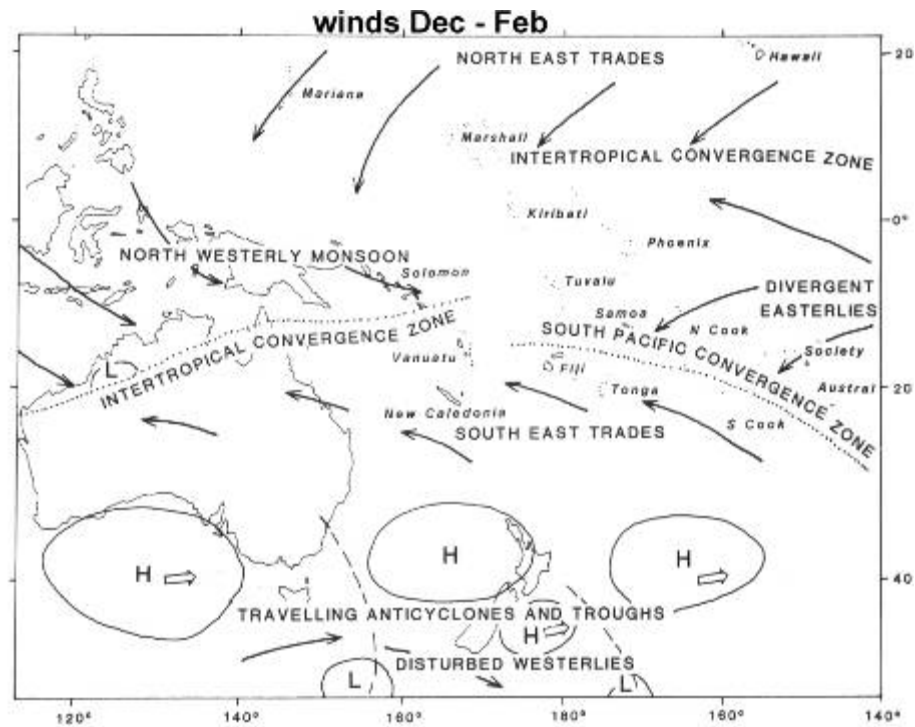 winds Dec - Feb
20
NORTH EAST TRADES
Hawaii
Mariana
Marshall
INTERTROPICAL CONVERGENCE ZONE
0°
Kiribati
Phoenix
NORTH WESTERLY MONSOON
Solomon
Tuvalu
DIVERGENT
EASTERLIES
Samoa
N Cook
SOUTH PACIFIC CONVERGENCE ZONE
Society
INTERTROPICAL CONVERGENCE ZONE
L
Vanuatu
Fiji
20
Tonga
Austral
New Caledonia
S Cook
SOUTH EAST TRADES
H
H
H
40
TRAVELLING ANTICYCLONES AND TROUGHS
H
DISTURBED WESTERLIES
L
L
120° 140° 160° 180° 160° 140°